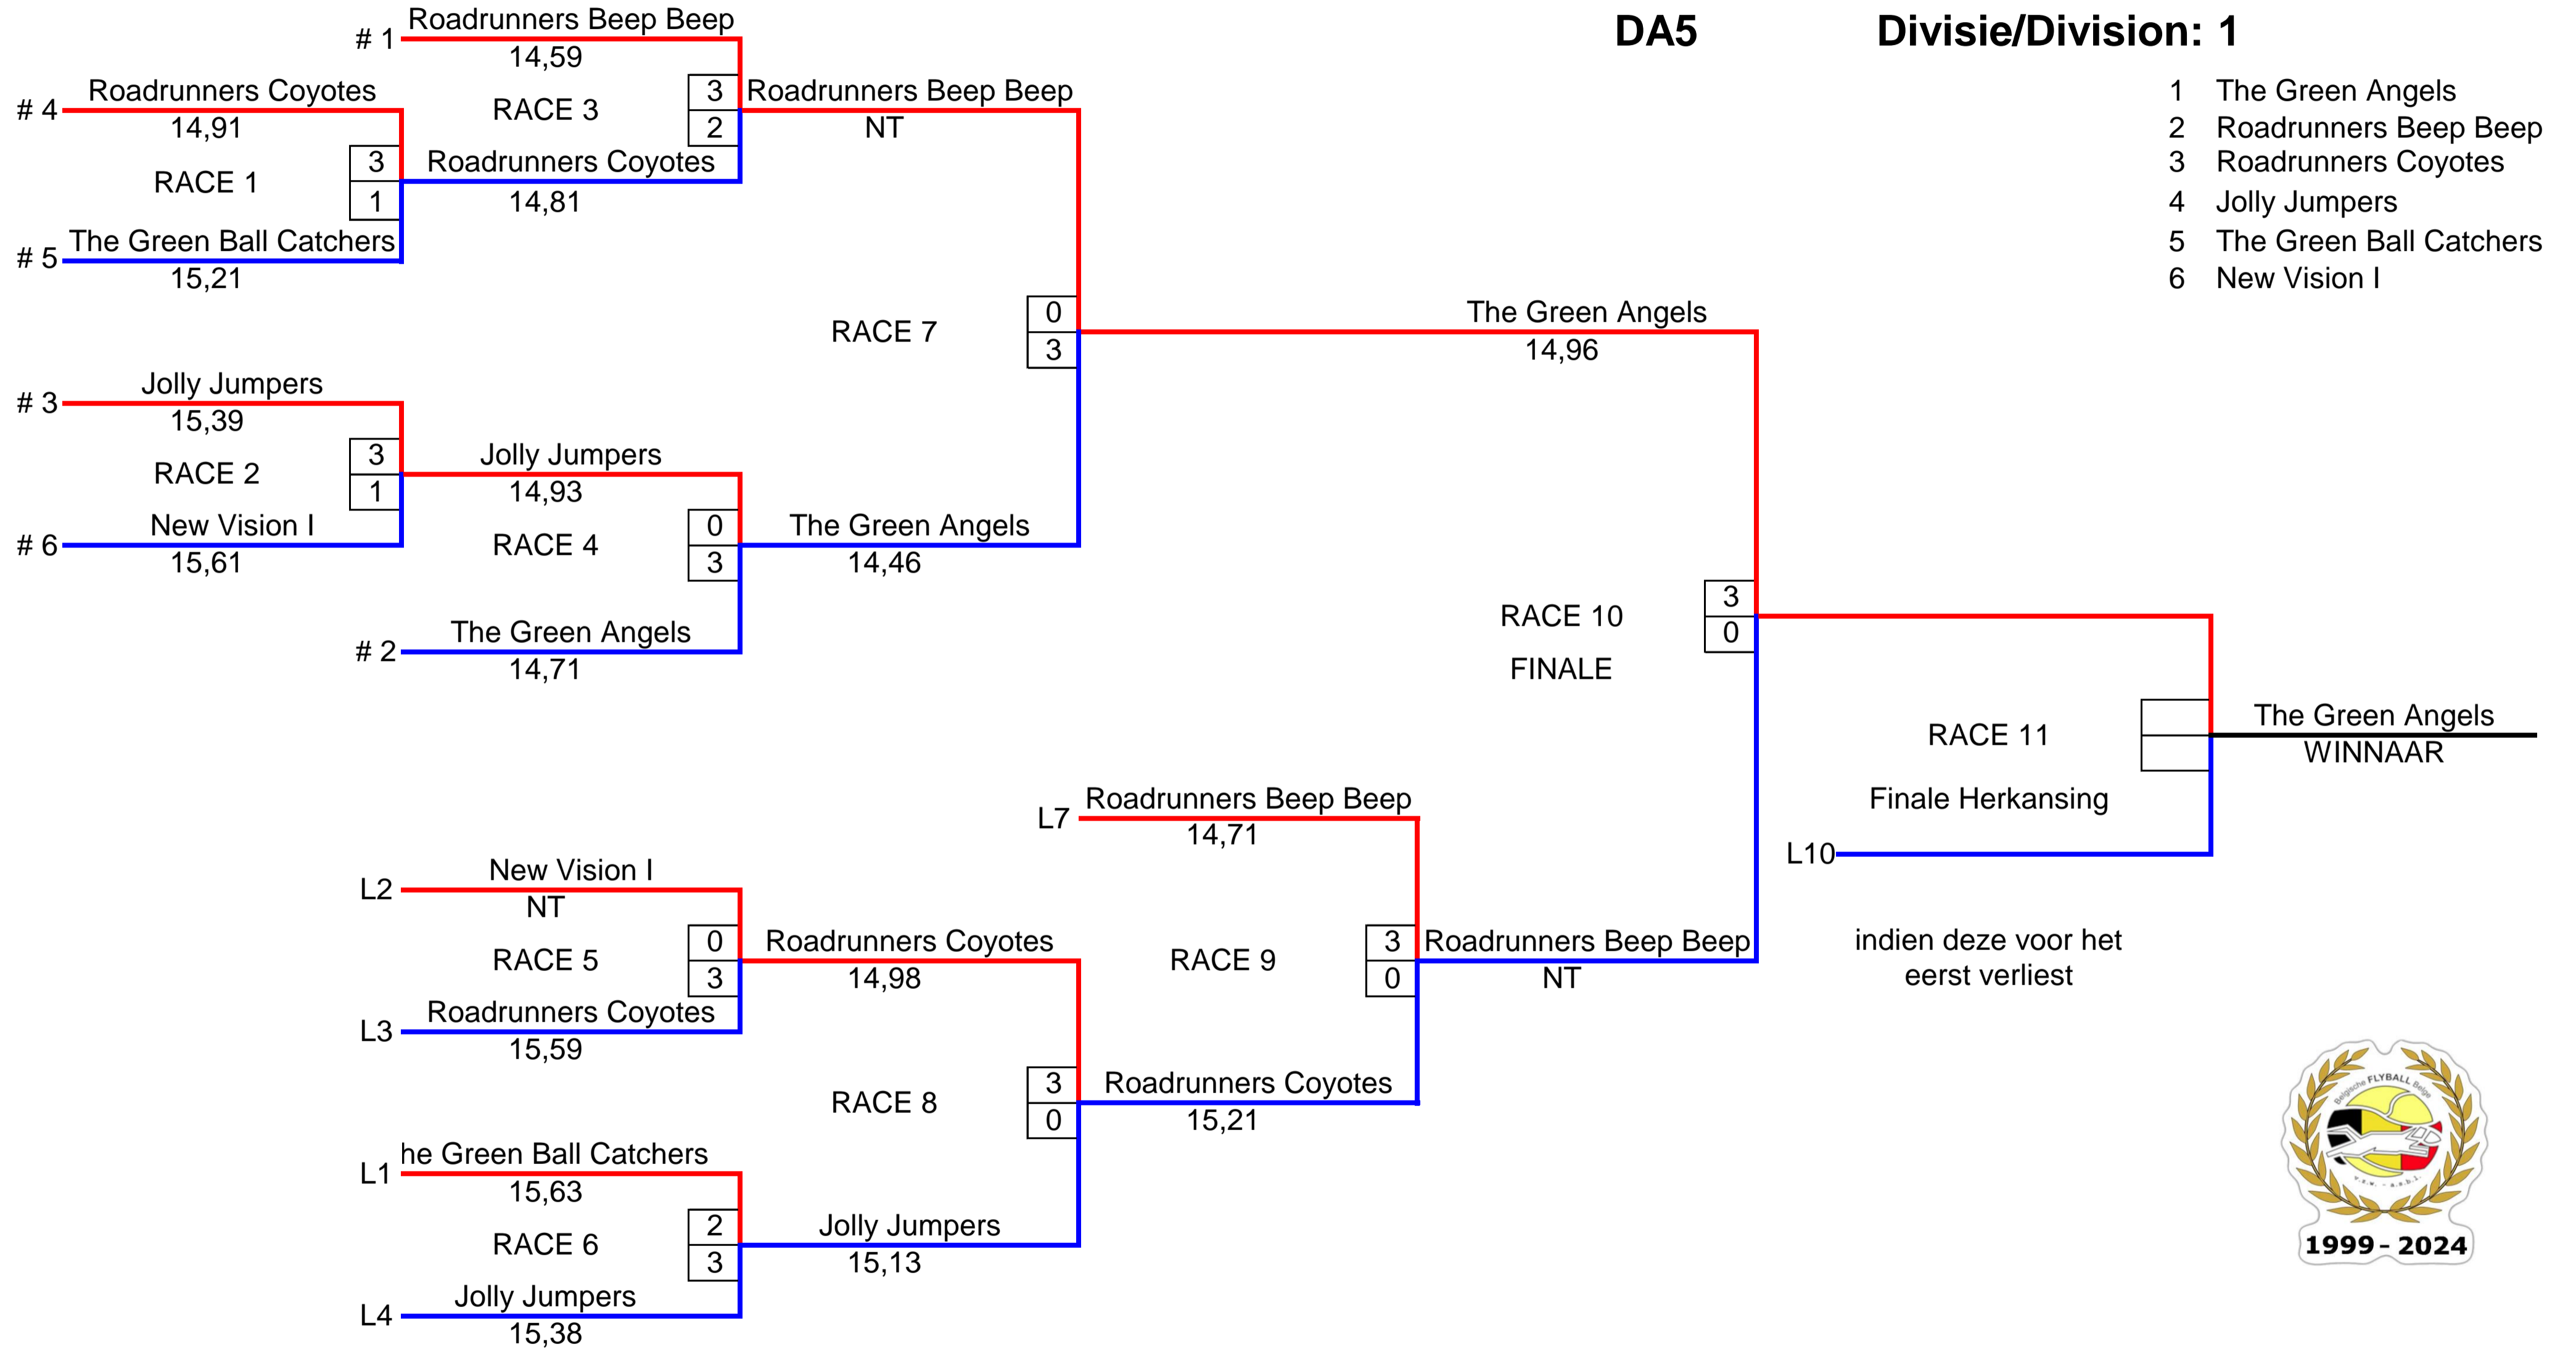 DA5
Divisie/Division: 1
1 The Green Angels
2 Roadrunners Beep Beep
3 Roadrunners Coyotes
4 Jolly Jumpers
5 The Green Ball Catchers
6 New Vision I
# 1 Roadrunners Beep Beep
14,59
RACE 3
3
2
Roadrunners Coyotes
14,81
# 4 Roadrunners Coyotes
14,91
RACE 1
3
1
# 5 The Green Ball Catchers
15,21
Roadrunners Beep Beep
NT
RACE 7
0
3
The Green Angels
14,46
# 3 Jolly Jumpers
15,39
RACE 2
3
1
# 6 New Vision I
15,61
Jolly Jumpers
14,93
RACE 4
0
3
# 2 The Green Angels
14,71
The Green Angels
14,96
RACE 10
3
0
FINALE
RACE 11
The Green Angels
WINNAAR
Finale Herkansing
L10
indien deze voor het
eerst verliest
L7 Roadrunners Beep Beep
14,71
RACE 9
3
0
Roadrunners Beep Beep
NT
L2 New Vision I
NT
RACE 5
0
3
L3 Roadrunners Coyotes
15,59
Roadrunners Coyotes
14,98
RACE 8
3
0
Roadrunners Coyotes
15,21
L1 he Green Ball Catchers
15,63
RACE 6
2
3
L4 Jolly Jumpers
15,38
Jolly Jumpers
15,13
Belgische FLYBALL Belge
v.z.w. - a.s.b.l.
1999 - 2024